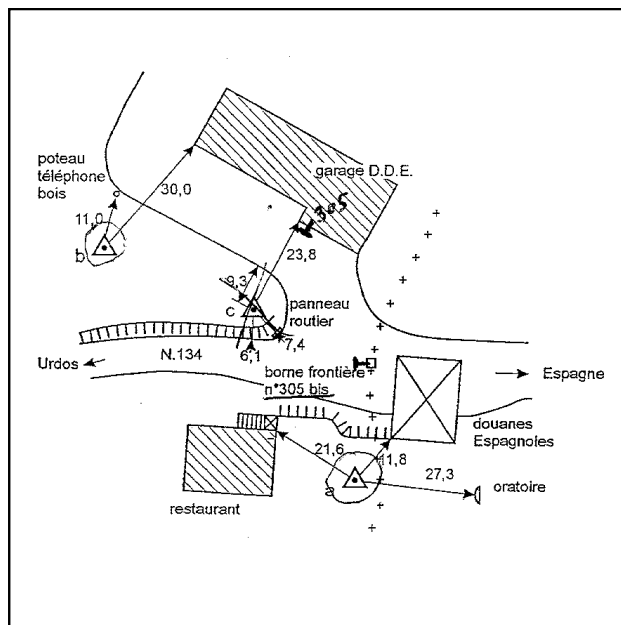 poteau
téléphone
bois
garage D.D.E.
30,0
305
11,0
b
23,8
9,3
c
panneau
routier
7,4
6,1
N.134
Urdos
borne frontière
n°305 bis
Espagne
douanes
Espagnoles
21,6
11,8
27,3
a
oratoire
restaurant